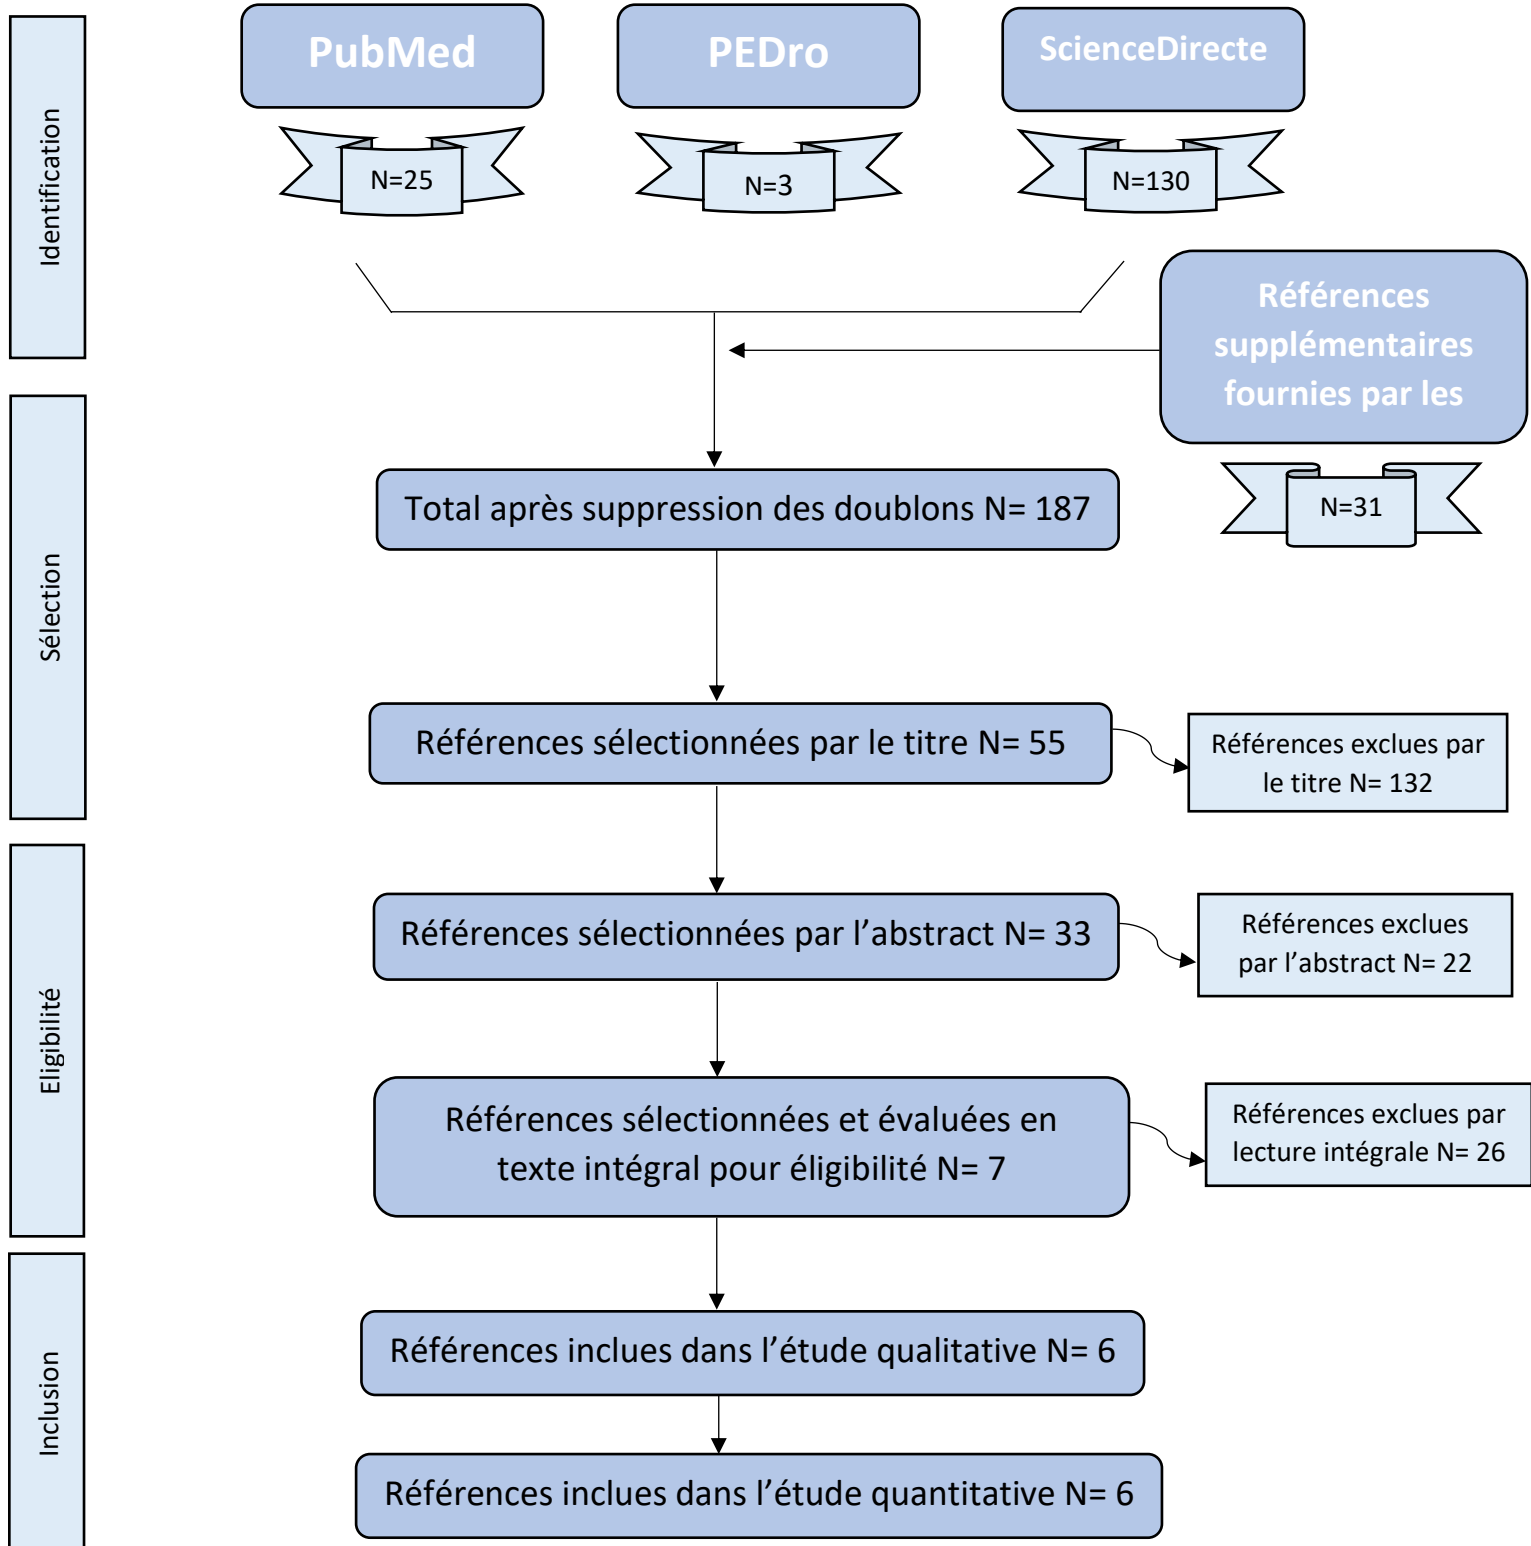 Identification
PubMed
PEDro
ScienceDirecte
N=25
N=3
N=130
Références
supplémentaires
fournies par les
N=31
Sélection
Total après suppression des doublons N= 187
Références sélectionnées par le titre N= 55
Références exclues par
le titre N= 132
Eligibilité
Références sélectionnées par l’abstract N= 33
Références exclues
par l’abstract N= 22
Références sélectionnées et évaluées en
texte intégral pour éligibilité N= 7
Références exclues par
lecture intégrale N= 26
Inclusion
Références inclues dans l’étude qualitative N= 6
Références inclues dans l’étude quantitative N= 6